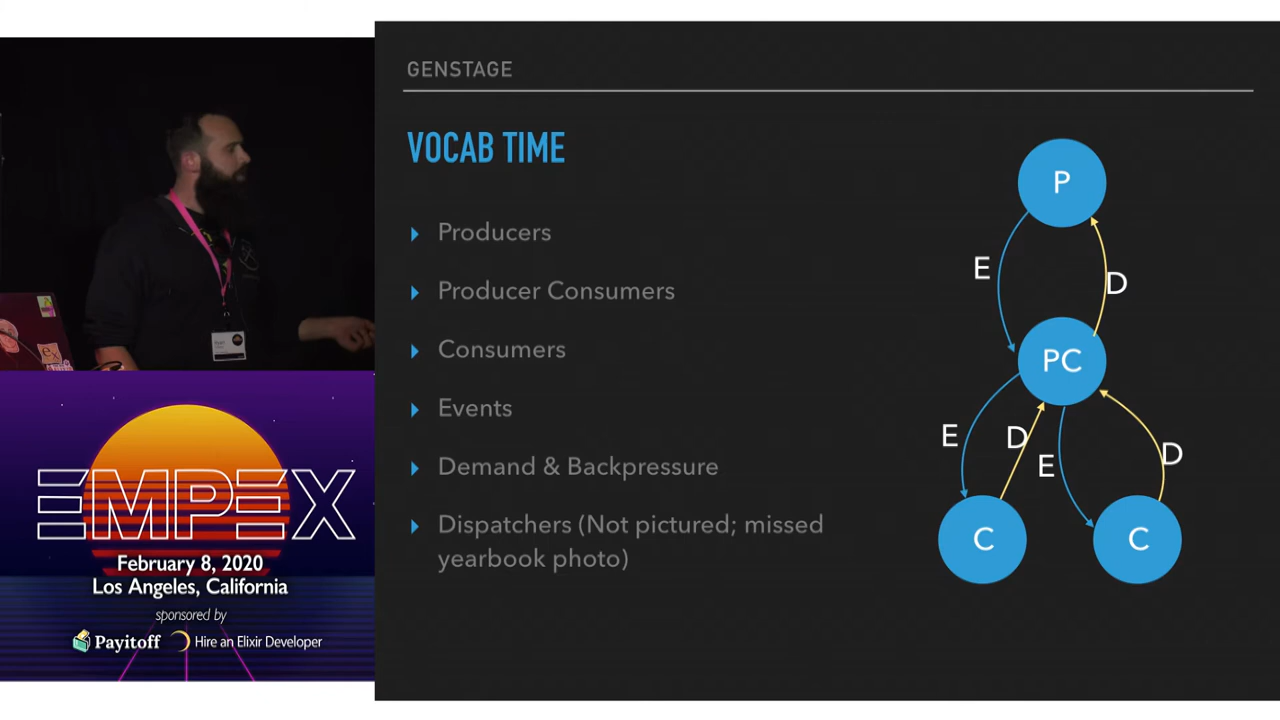 GENSTAGE
VOCAB TIME
Producers
Producer Consumers
Consumers
Events
Demand & Backpressure
Dispatchers (Not pictured; missed
yearbook photo)
P
E
D
PC
E
D
E
D
C
C
EMPEX
February 8, 2020
Los Angeles, California
sponsored by
Payitoff
Hire an Elixir Developer